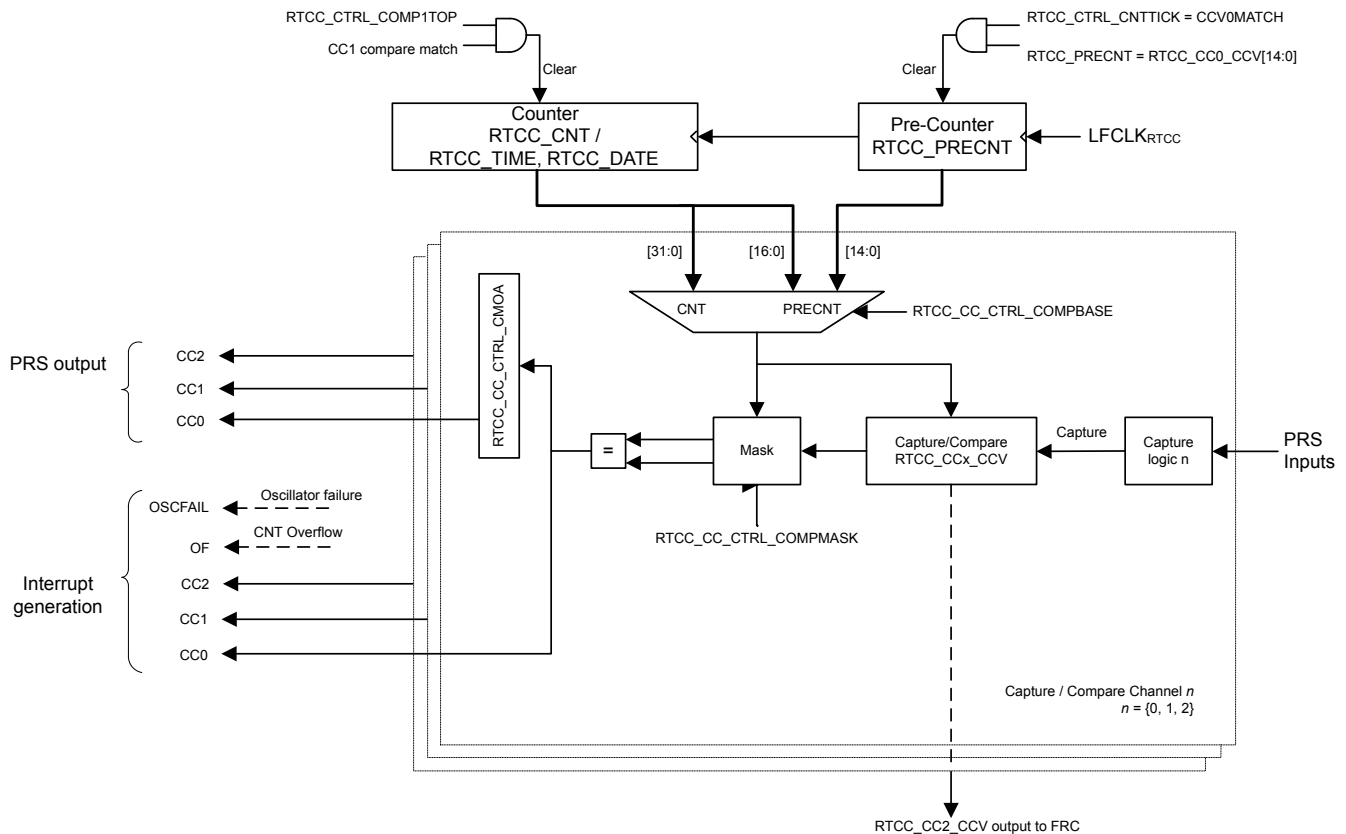 RTCC_CTRL_COMP1TOP
CC1 compare match
RTCC_CTRL_CNTTICK = CCV0MATCH
RTCC_PRECNT = RTCC_CC0_CCV[14:0]
Clear
Clear
Counter
RTCC_CNT /
RTCC_TIME, RTCC_DATE
Pre-Counter
RTCC_PRECNT
LFCLKRTCC
[31:0]
[16:0]
[14:0]
CNT
PRECNT
RTCC_CC_CTRL_COMPBASE
RTCC_CC_CTRL_CMOA
PRS output
CC2
CC1
CC0
=
Mask
Capture/Compare
RTCC_CCx_CCV
Capture
Capture
logic n
PRS
Inputs
RTCC_CC_CTRL_COMPMASK
Interrupt
generation
OSCFAIL
Oscillator failure
OF
CNT Overflow
CC2
CC1
CC0
Capture / Compare Channel n
n = {0, 1, 2}
RTCC_CC2_CCV output to FRC